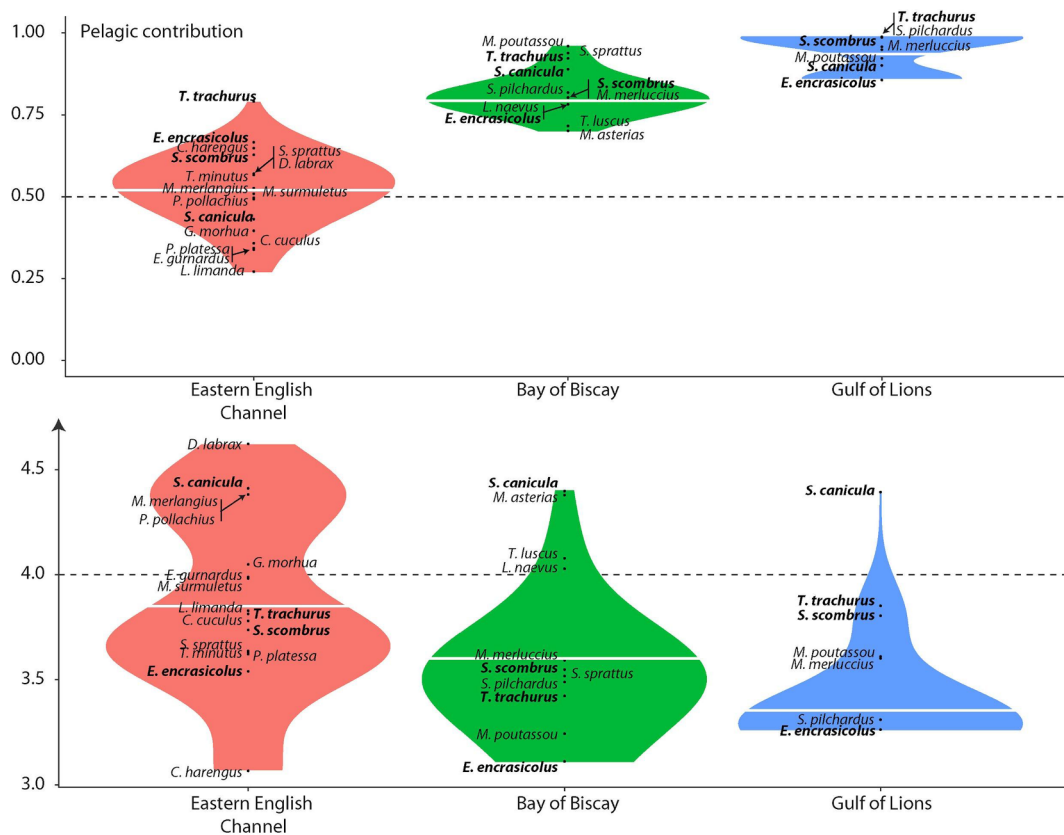 1.00
Pelagic contribution
0.75
0.50
0.25
0.00
T. trachurus
E. encrasicolus
C. harengus
S. scombrus
S. sprattus
D. labrax
T. minutus
M. merlangius
M. surmuletus
P. pollachius
S. canicula
G. morhua
C. cuculus
P. platessa
E. gurnardus
L. limanda
M. poutassou
S. sprattus
T. trachurus
S. canicula
S. pilchardus
S. scombrus
M. merluccius
L. naevus
E. encrasicolus
T. luscus
M. asterias
T. trachurus
S. pilchardus
S. scombrus
M. merluccius
M. poutassou
S. canicula
E. encrasicolus
Eastern English
Channel
Bay of Biscay
Gulf of Lions
4.5
4.0
3.5
3.0
D. labrax
S. canicula
M. merlangius
P. pollachius
G. morhua
E. gurnardus
M. surmuletus
L. limanda
T. trachurus
C. cuculus
S. scombrus
S. sprattus
T. minutus
P. platessa
E. encrasicolus
C. harengus
S. canicula
M. asterias
T. luscus
L. naevus
M. merluccius
S. scombrus
S. sprattus
S. pilchardus
T. trachurus
M. poutassou
E. encrasicolus
S. canicula
T. trachurus
S. scombrus
M. poutassou
M. merluccius
S. pilchardus
E. encrasicolus
Eastern English
Channel
Bay of Biscay
Gulf of Lions